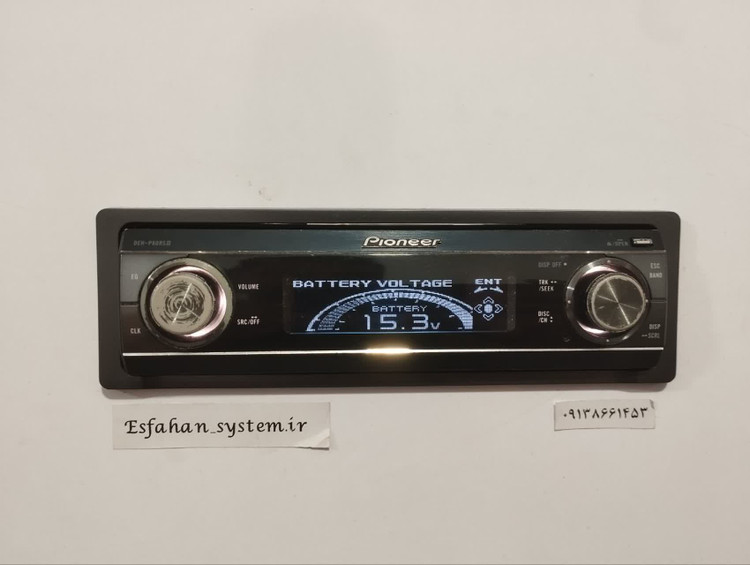 Pioneer
EQ
VOLUME
SRC/OFF
CLK
BATTERY VOLTAGE
ENT
BATTERY
15.3v
DISP OFF
TRK
/SEEK
DISC
/CH
ESC
BAND
DISP
SCRL
Esfahan_system.ir
۰۹۱۳۸۶۶۱۴۵۳